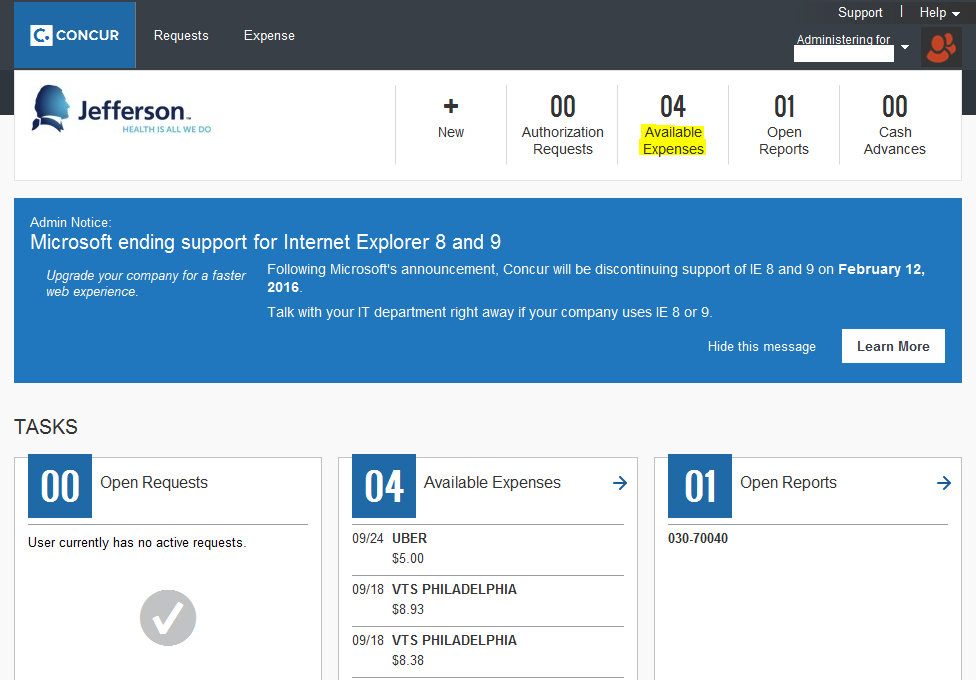 Support | Help
C. CONCUR
Requests
Expense
Administering for
Jefferson™
HEALTH IS ALL WE DO
+
New
00
Authorization
Requests
04
Available
Expenses
01
Open
Reports
00
Cash
Advances
Admin Notice:
Microsoft ending support for Internet Explorer 8 and 9
Upgrade your company for a faster
web experience.
Following Microsoft's announcement, Concur will be discontinuing support of IE 8 and 9 on February 12,
2016.
Talk with your IT department right away if your company uses IE 8 or 9.
Hide this message
Learn More
TASKS
00 Open Requests
User currently has no active requests.
04 Available Expenses
09/24 UBER
$5.00
09/18 VTS PHILADELPHIA
$8.93
09/18 VTS PHILADELPHIA
$8.38
01 Open Reports
030-70040